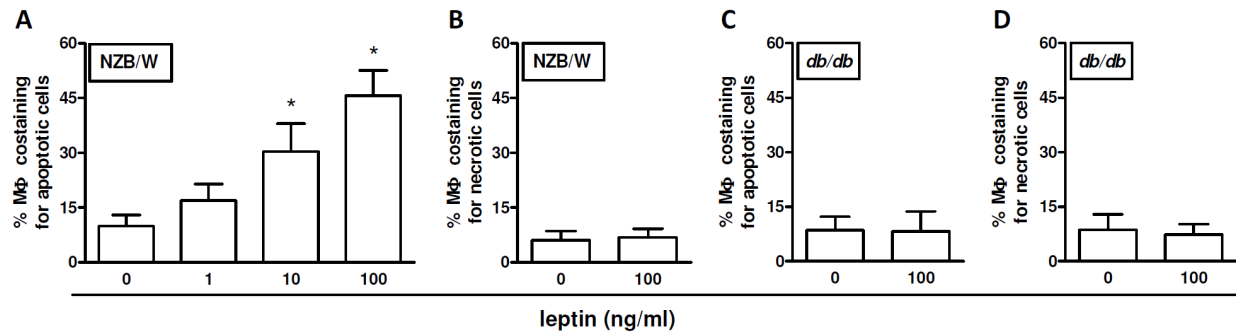 A
% MΦ costaining
for apoptotic cells
60
45
30
15
0
NZB/W
*
*
0 1 10 100
B
% MΦ costaining
for necrotic cells
60
45
30
15
0
NZB/W
0 100
C
% MΦ costaining
for apoptotic cells
60
45
30
15
0
db/db
0 100
D
% MΦ costaining
for necrotic cells
60
45
30
15
0
db/db
0 100
leptin (ng/ml)